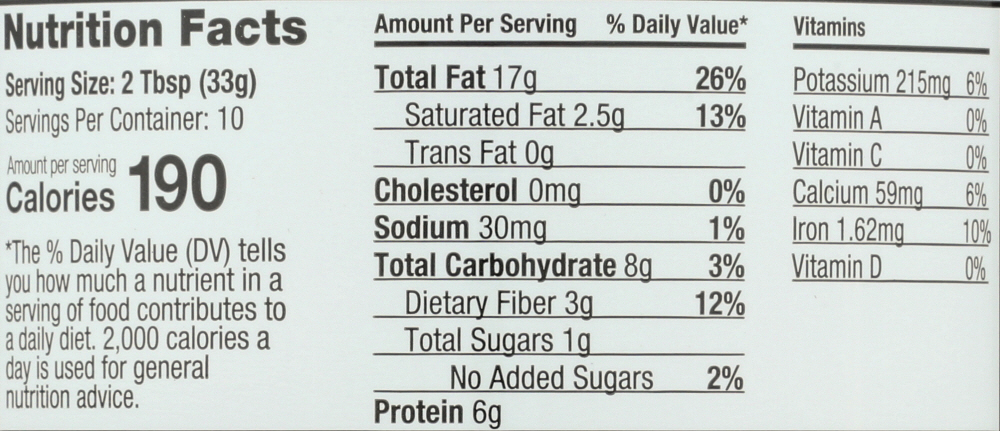 Nutrition Facts
Serving Size: 2 Tbsp (33g)
Servings Per Container: 10
Amount per serving
Calories 190
*The % Daily Value (DV) tells
you how much a nutrient in a
serving of food contributes to
a daily diet. 2,000 calories a
day is used for general
nutrition advice.
Amount Per Serving % Daily Value*
Total Fat 17g 26%
Saturated Fat 2.5g 13%
Trans Fat 0g
Cholesterol 0mg 0%
Sodium 30mg 1%
Total Carbohydrate 8g 3%
Dietary Fiber 3g 12%
Total Sugars 1g
No Added Sugars 2%
Protein 6g
Vitamins
Potassium 215mg 6%
Vitamin A 0%
Vitamin C 0%
Calcium 59mg 6%
Iron 1.62mg 10%
Vitamin D 0%